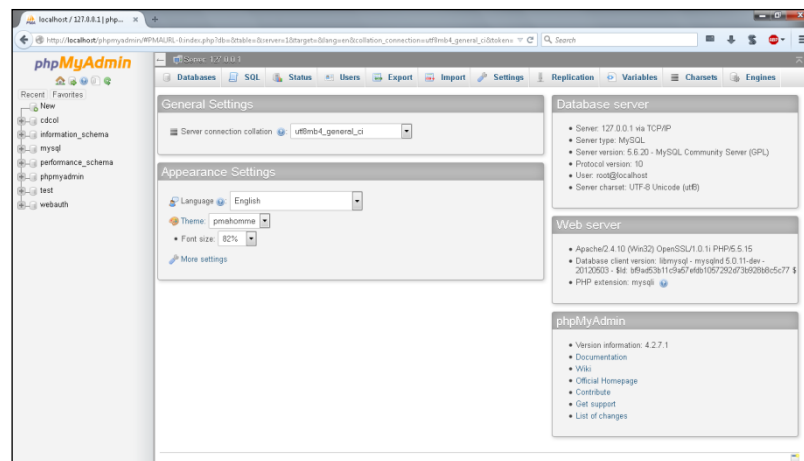 localhost / 127.0.0.1 | php...
http://localhost/phpmyadmin/#PMAURL-0:index.php?db=&table=&server=1&target=&lang=en&collation_connection=utf8mb4_general_ci&token=
Search
phpMyAdmin
Recent Favorites
New
cdcol
information_schema
mysql
performance_schema
phpmyadmin
test
webauth
Server: 127.0.0.1
Databases SQL Status Users Export Import Settings Replication Variables Charsets Engines
General Settings
Server connection collation utf8mb4_general_ci
Appearance Settings
Language English
Theme: pmahomme
Font size: 82%
More settings
Database server
Server: 127.0.0.1 via TCP/IP
Server type: MySQL
Server version: 5.6.20 - MySQL Community Server (GPL)
Protocol version: 10
User: root@localhost
Server charset: UTF-8 Unicode (utf8)
Web server
Apache/2.4.10 (Win32) OpenSSL/1.0.1i PHP/5.5.15
Database client version: libmysql - mysqlnd 5.0.11-dev -
20120503 - $Id: bf9ad53b11c9a57efdb1057292d73b928b8c5c77 $
PHP extension: mysqli
phpMyAdmin
Version information: 4.2.7.1
Documentation
Wiki
Official Homepage
Contribute
Get support
List of changes